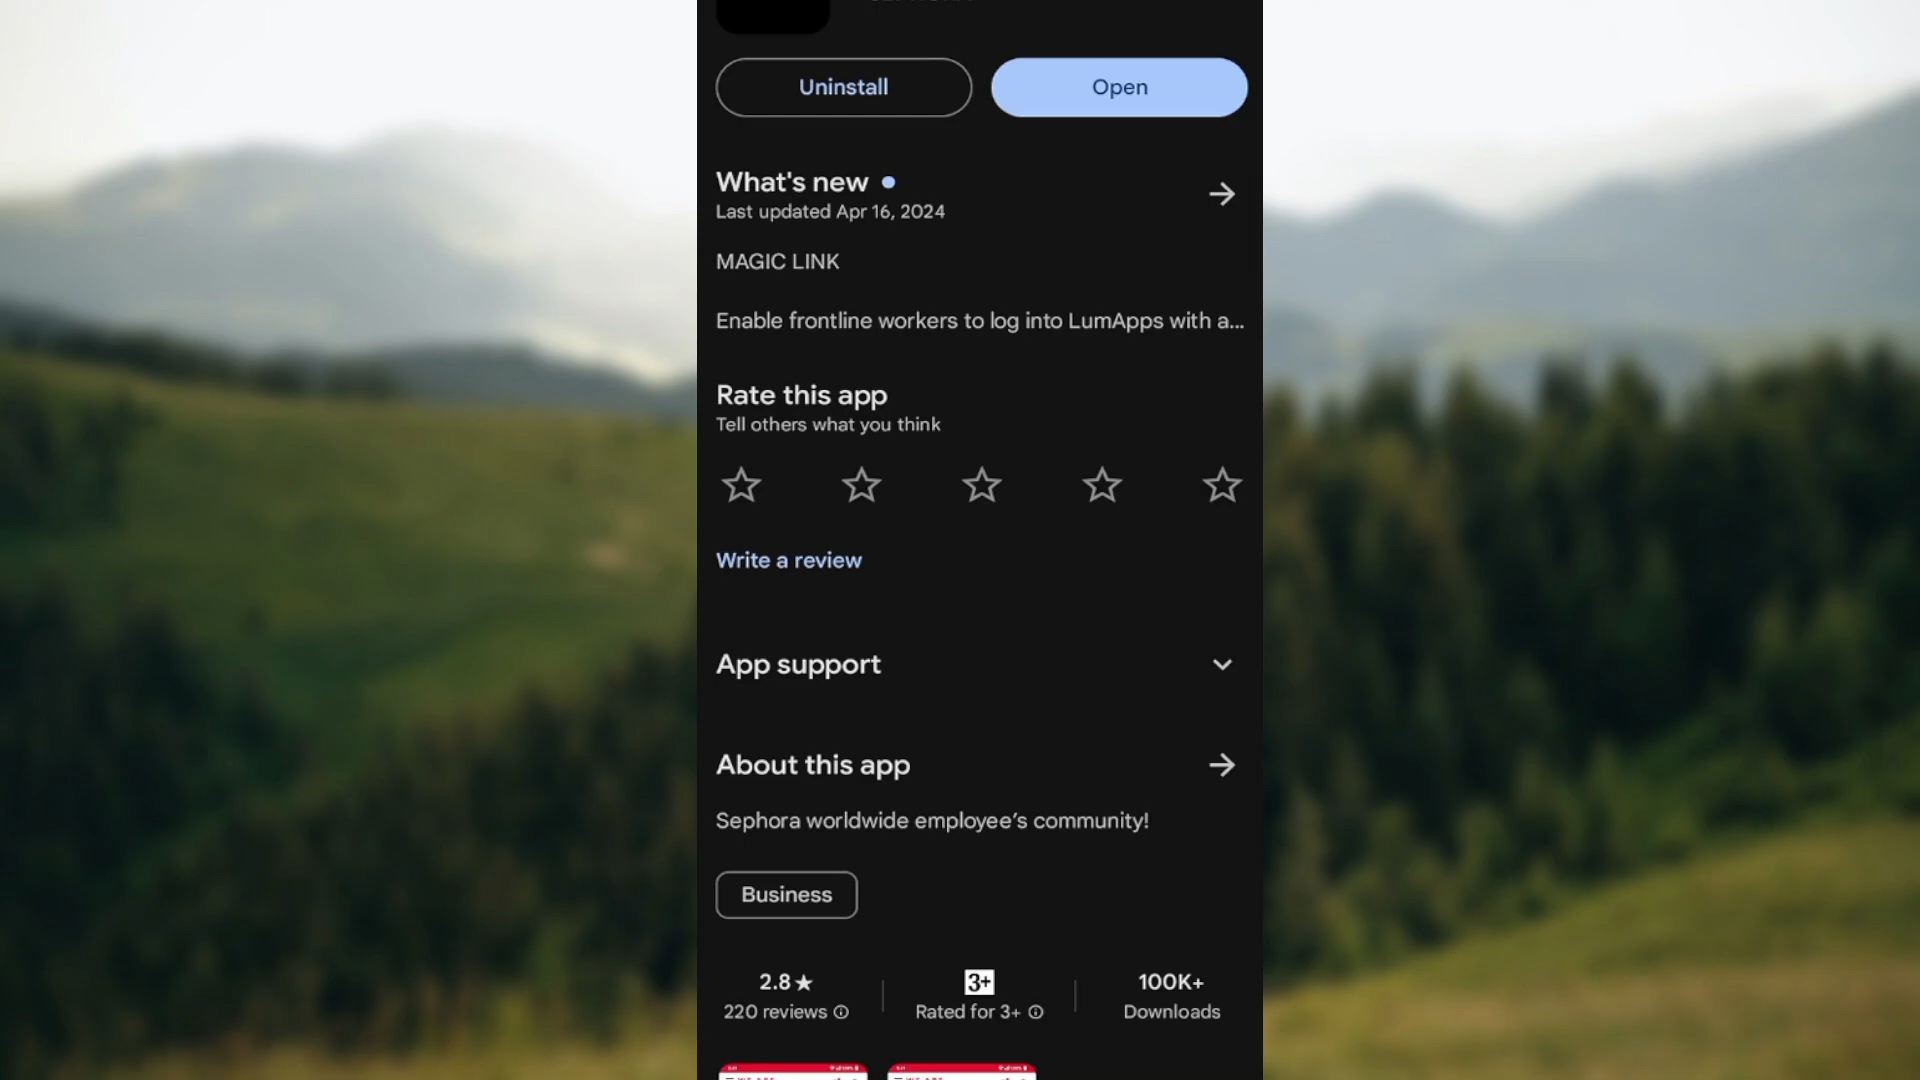 Uninstall
Open
What's new
Last updated Apr 16, 2024
MAGIC LINK
Enable frontline workers to log into LumApps with a...
Rate this app
Tell others what you think
Write a review
App support
About this app
Sephora worldwide employee’s community!
Business
2.8★
220 reviews
3+
Rated for 3+
100K+
Downloads